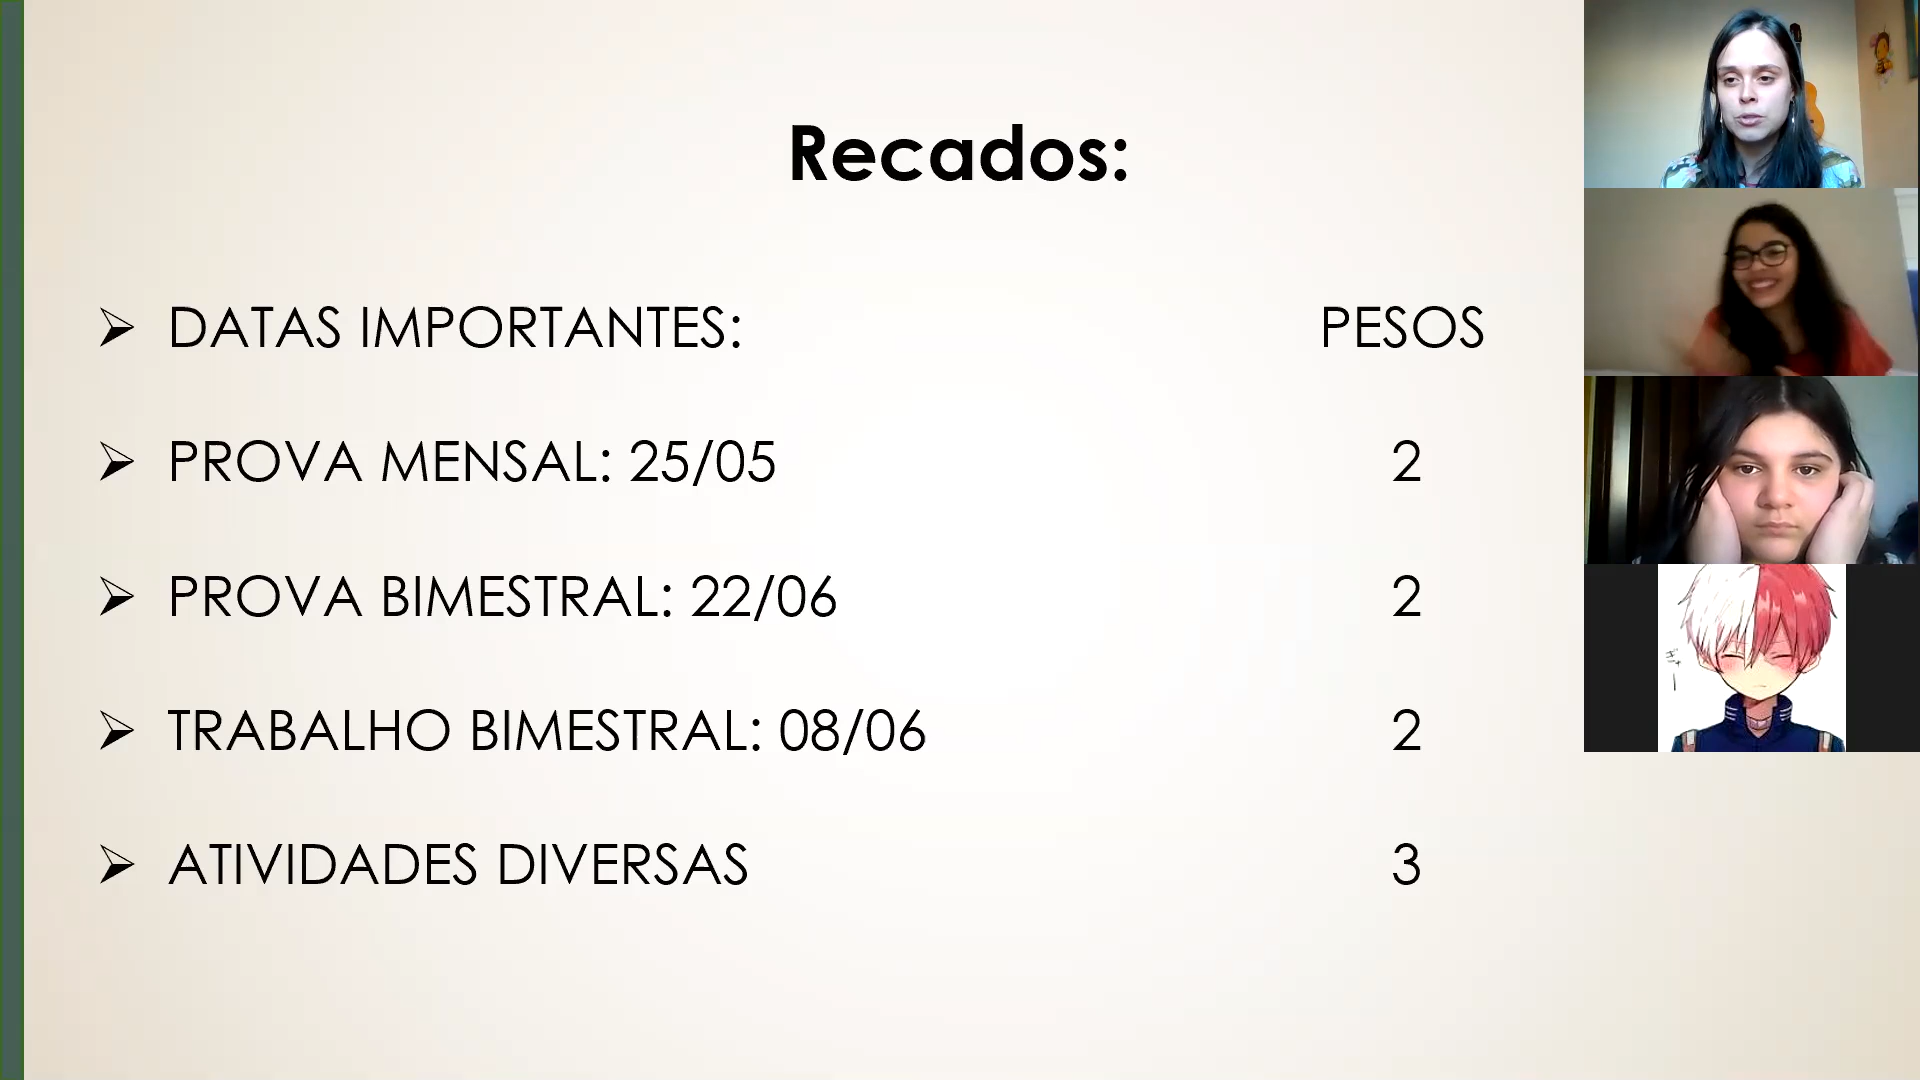 Recados:
DATAS IMPORTANTES: PESOS
PROVA MENSAL: 25/05 2
PROVA BIMESTRAL: 22/06 2
TRABALHO BIMESTRAL: 08/06 2
ATIVIDADES DIVERSAS 3